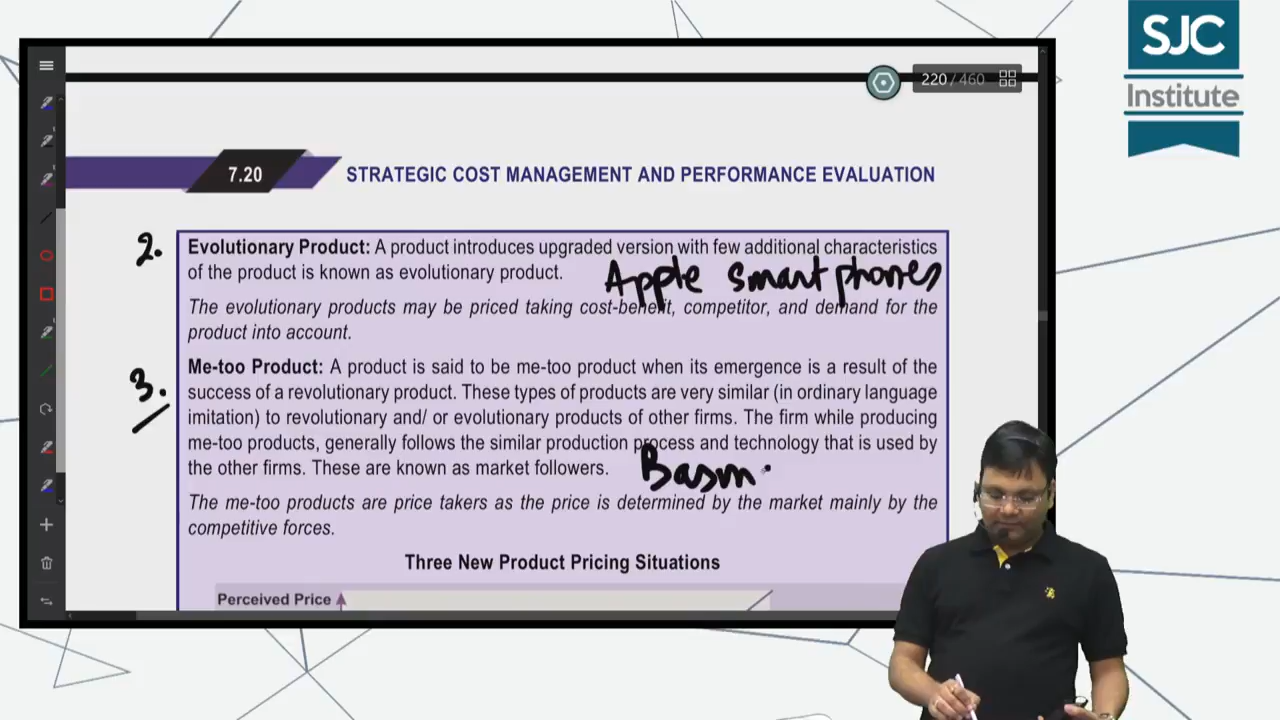 SJC
Institute
220 / 460
7.20
STRATEGIC COST MANAGEMENT AND PERFORMANCE EVALUATION
2.
Evolutionary Product: A product introduces upgraded version with few additional characteristics
of the product is known as evolutionary product.
Apple Smartphones
The evolutionary products may be priced taking cost-benefit, competitor, and demand for the
product into account.
3.
Me-too Product: A product is said to be me-too product when its emergence is a result of the
success of a revolutionary product. These types of products are very similar (in ordinary language
imitation) to revolutionary and/ or evolutionary products of other firms. The firm while producing
me-too products, generally follows the similar production process and technology that is used by
the other firms. These are known as market followers.
Basm
The me-too products are price takers as the price is determined by the market mainly by the
competitive forces.
Three New Product Pricing Situations
Perceived Price